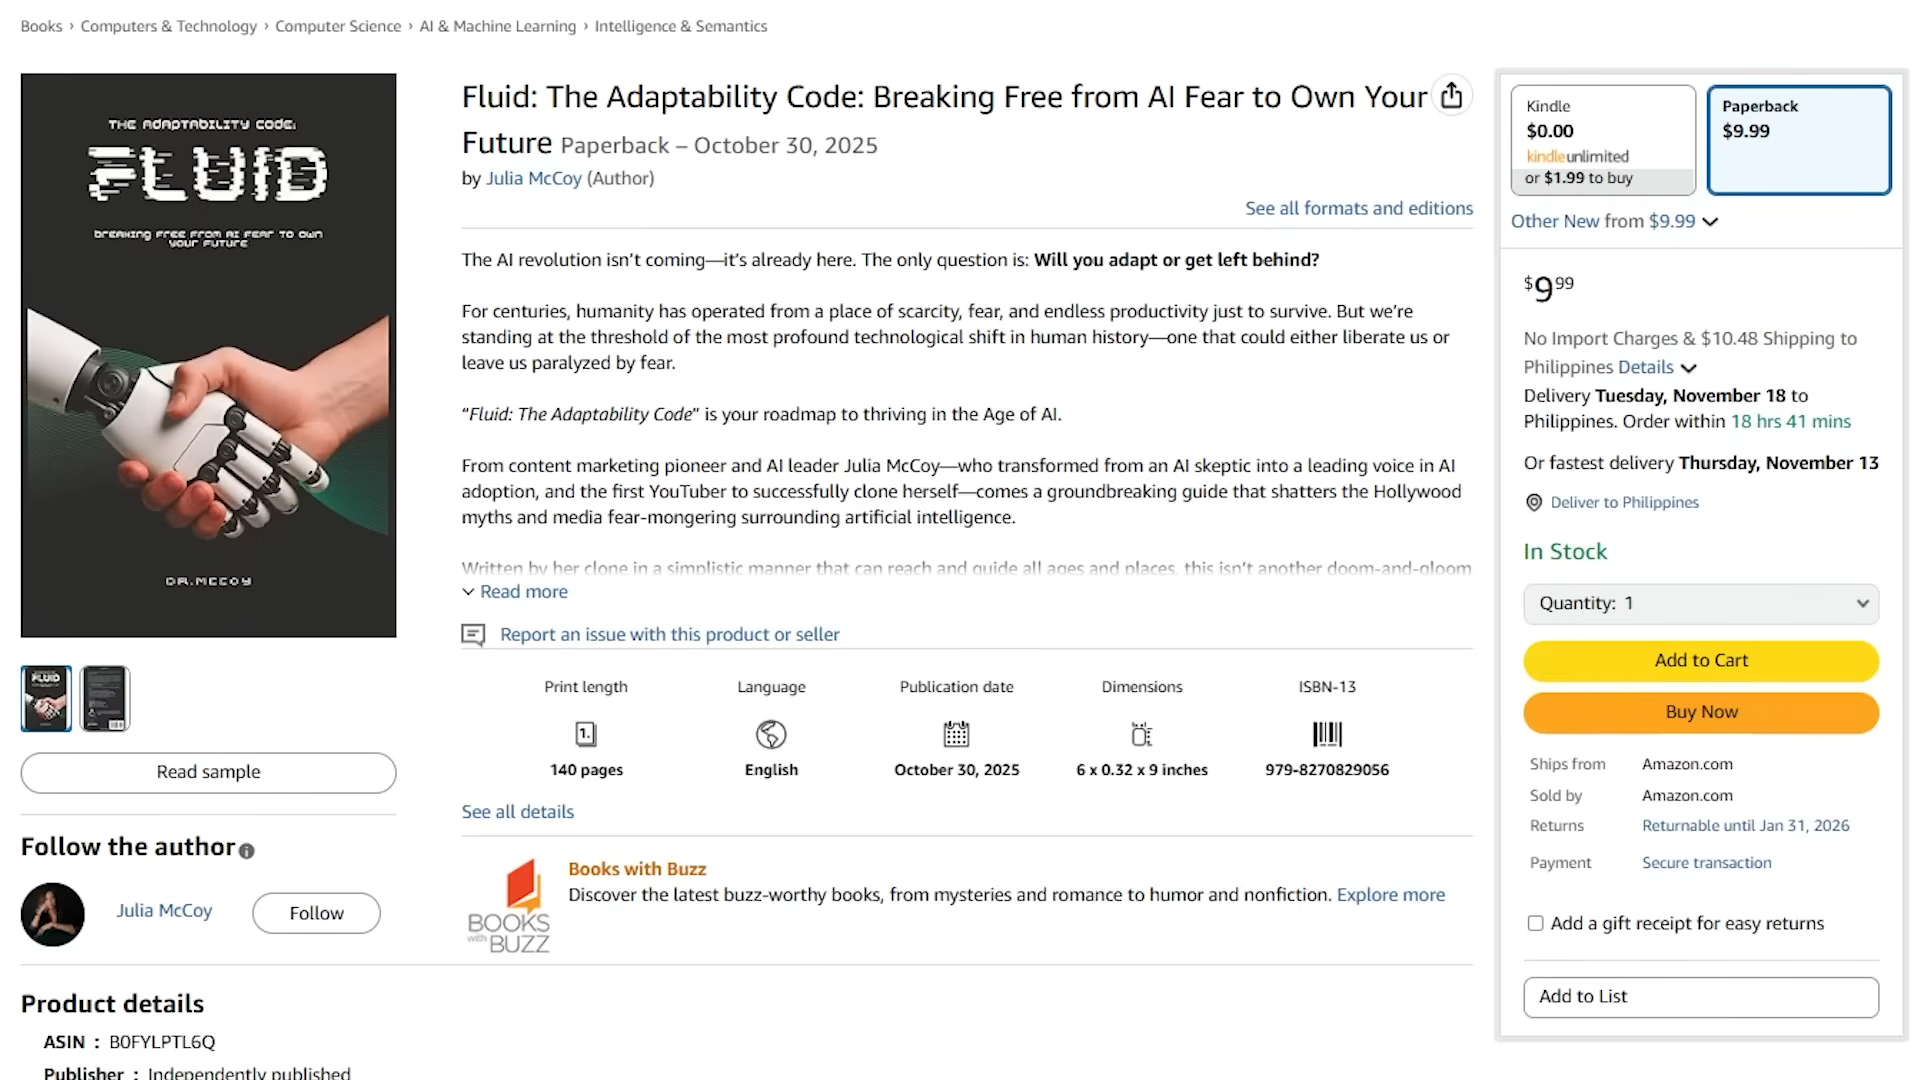 Books › Computers & Technology › Computer Science › AI & Machine Learning › Intelligence & Semantics
THE ADAPTABILITY CODE:
FLUID
BREAKING FREE FROM AI FEAR TO OWN
YOUR FUTURE
DR.MCCOY
Read sample
Follow the author
Julia McCoy
Follow
Fluid: The Adaptability Code: Breaking Free from AI Fear to Own Your
Future Paperback – October 30, 2025
by Julia McCoy (Author)
See all formats and editions
The AI revolution isn’t coming—it’s already here. The only question is: Will you adapt or get left behind?
For centuries, humanity has operated from a place of scarcity, fear, and endless productivity just to survive. But we’re
standing at the threshold of the most profound technological shift in human history—one that could either liberate us or
leave us paralyzed by fear.
“Fluid: The Adaptability Code” is your roadmap to thriving in the Age of AI.
From content marketing pioneer and AI leader Julia McCoy—who transformed from an AI skeptic into a leading voice in AI
adoption, and the first YouTuber to successfully clone herself—comes a groundbreaking guide that shatters the Hollywood
myths and media fear-mongering surrounding artificial intelligence.
Written by her clone in a simplistic manner that can reach and guide all ages and places, this isn’t another doom-and-gloom
Read more
Report an issue with this product or seller
Print length
Language
Publication date
Dimensions
ISBN-13
1.
140 pages
English
October 30, 2025
6 x 0.32 x 9 inches
979-8270829056
See all details
BOOKS
with BUZZ
Books with Buzz
Discover the latest buzz-worthy books, from mysteries and romance to humor and nonfiction. Explore more
Product details
ASIN : B0FYLPTL6Q
Publisher : Independently published
Kindle
$0.00
kindleunlimited
or $1.99 to buy
Paperback
$9.99
Other New from $9.99
$9.99
No Import Charges & $10.48 Shipping to
Philippines Details
Delivery Tuesday, November 18 to
Philippines. Order within 18 hrs 41 mins
Or fastest delivery Thursday, November 13
Deliver to Philippines
In Stock
Quantity: 1
Add to Cart
Buy Now
Ships from Amazon.com
Sold by Amazon.com
Returns Returnable until Jan 31, 2026
Payment Secure transaction
Add a gift receipt for easy returns
Add to List